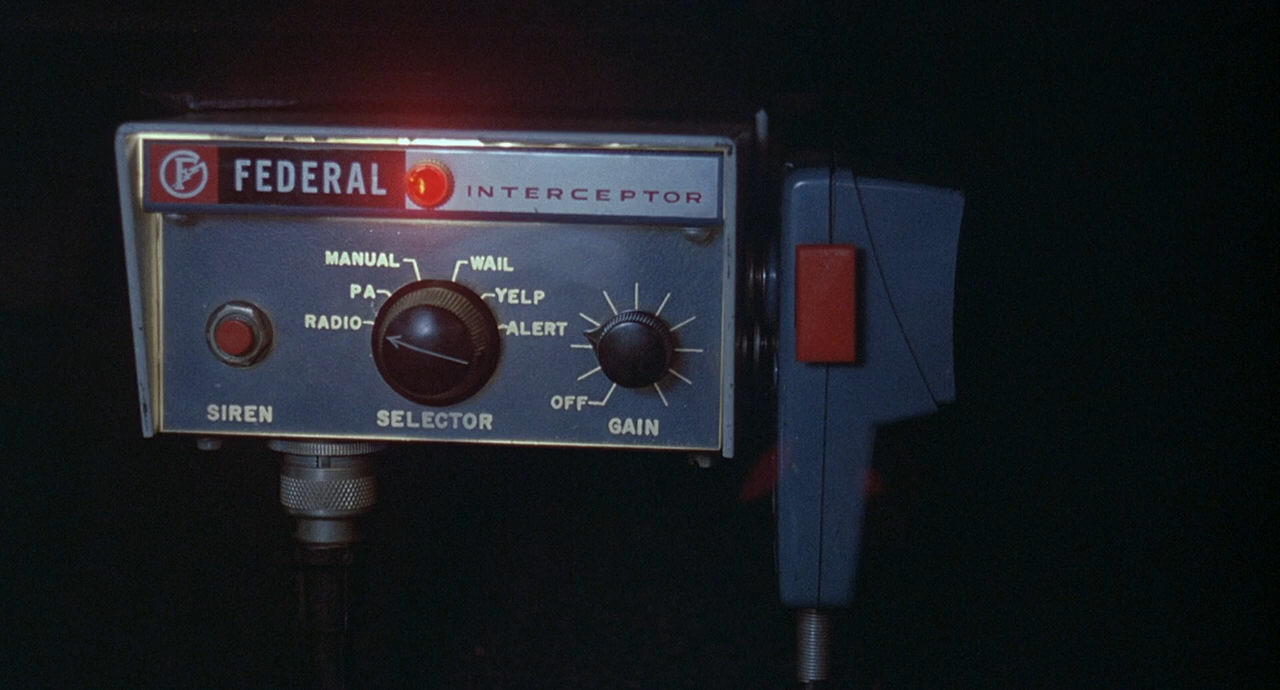 FEDERAL
INTERCEPTOR
MANUAL
WAIL
PA
YELP
RADIO
ALERT
OFF
SIREN
SELECTOR
GAIN